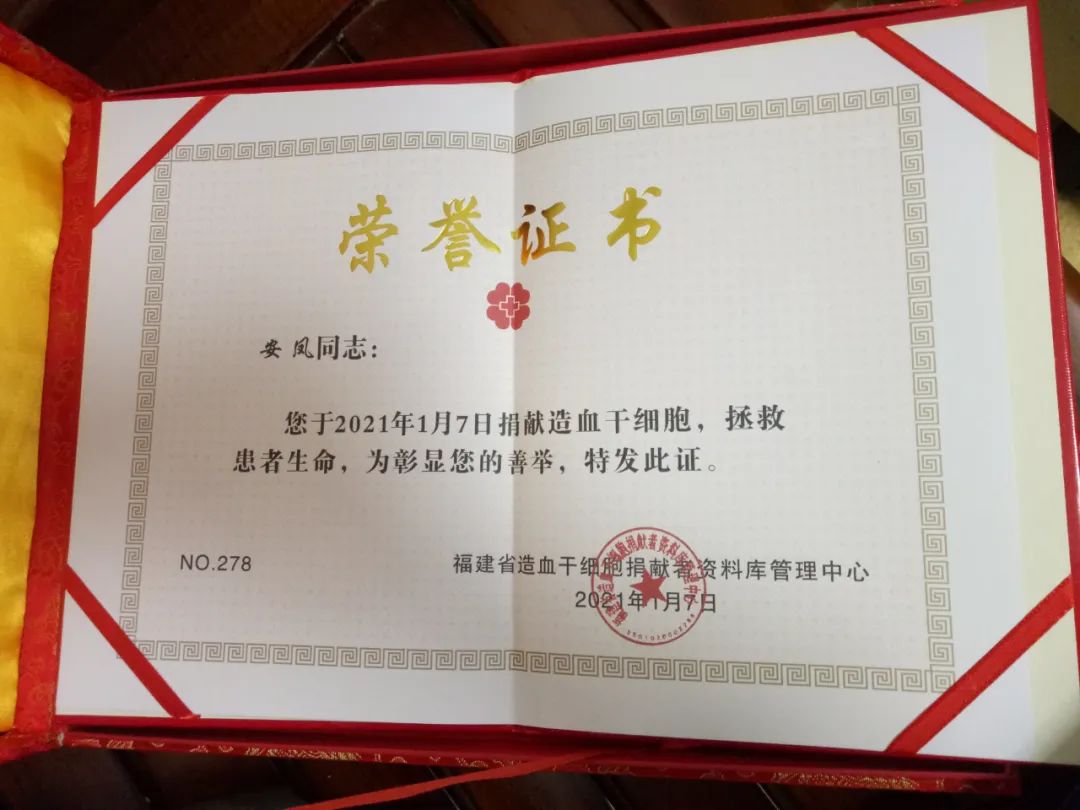 荣誉证书
安凤同志：
您于2021年1月7日捐献造血干细胞，拯救
患者生命，为彰显您的善举，特发此证。
NO.278
福建省造血干细胞捐献者资料库管理中心
2021年1月7日